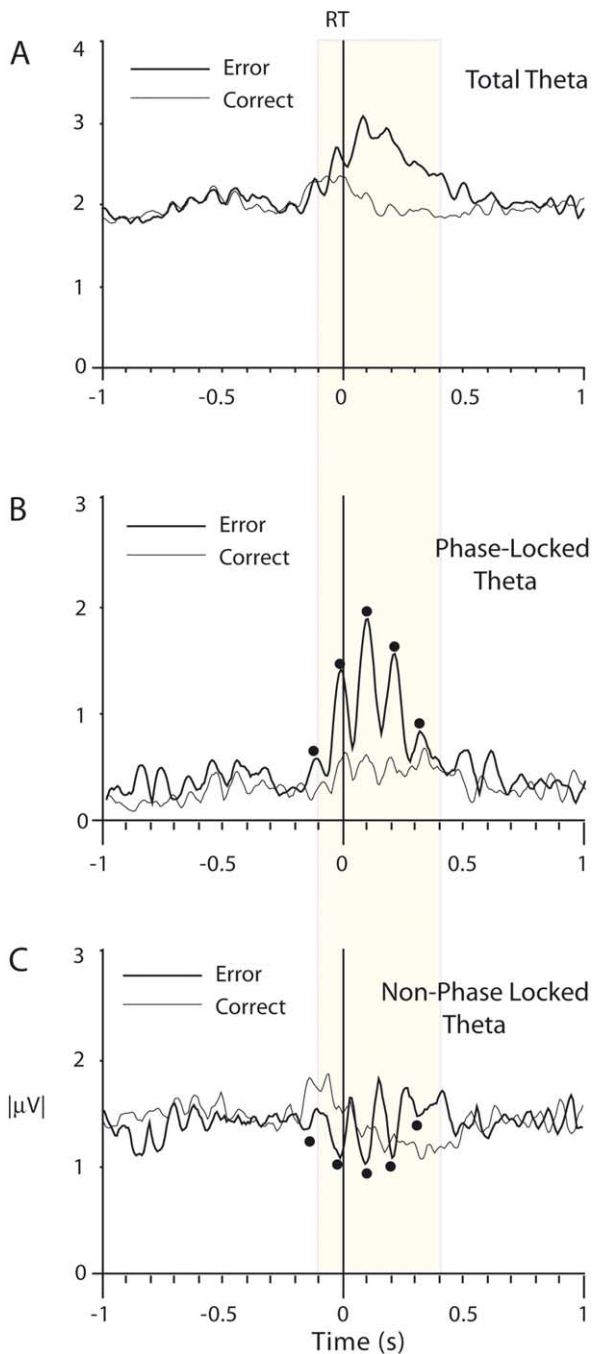 RT
A
Error
Correct
Total Theta
4
3
2
1
0
-1
-0.5
0
0.5
1
B
Error
Correct
Phase-Locked
Theta
3
2
1
0
-1
-0.5
0
0.5
1
C
Error
Correct
Non-Phase Locked
Theta
3
2
|μV|
1
0
-1
-0.5
0
0.5
1
Time (s)